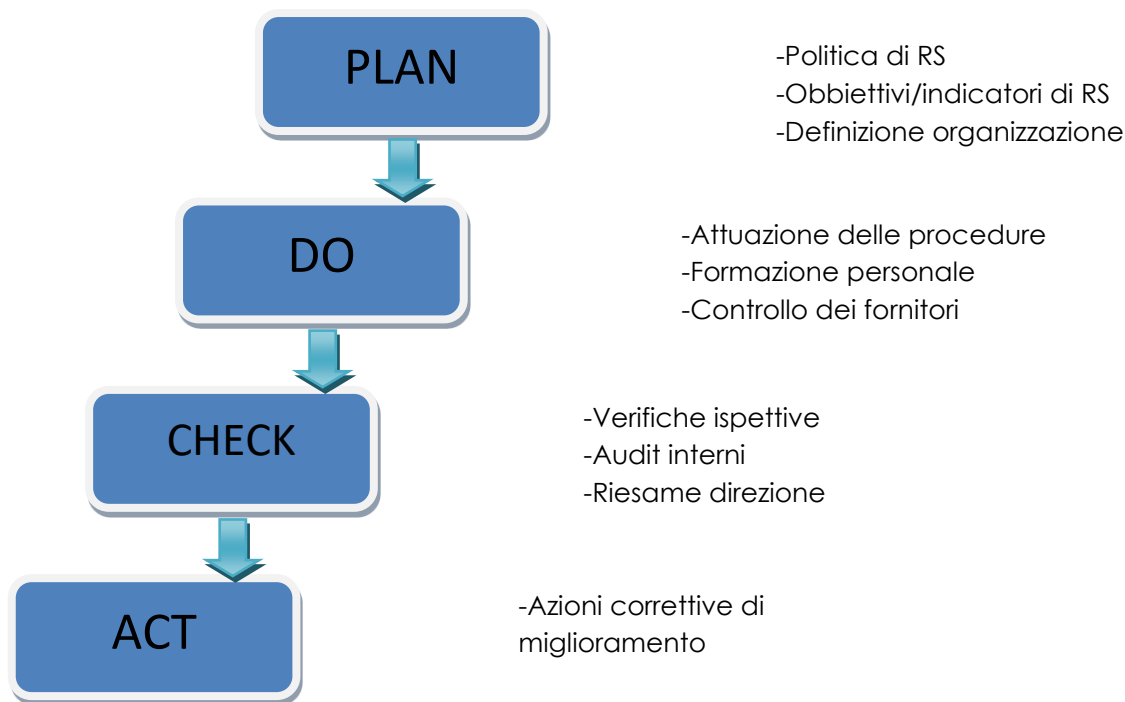 PLAN
-Politica di RS
-Obbiettivi/indicatori di RS
-Definizione organizzazione
DO
-Attuazione delle procedure
-Formazione personale
-Controllo dei fornitori
CHECK
-Verifiche ispettive
-Audit interni
-Riesame direzione
ACT
-Azioni correttive di
miglioramento